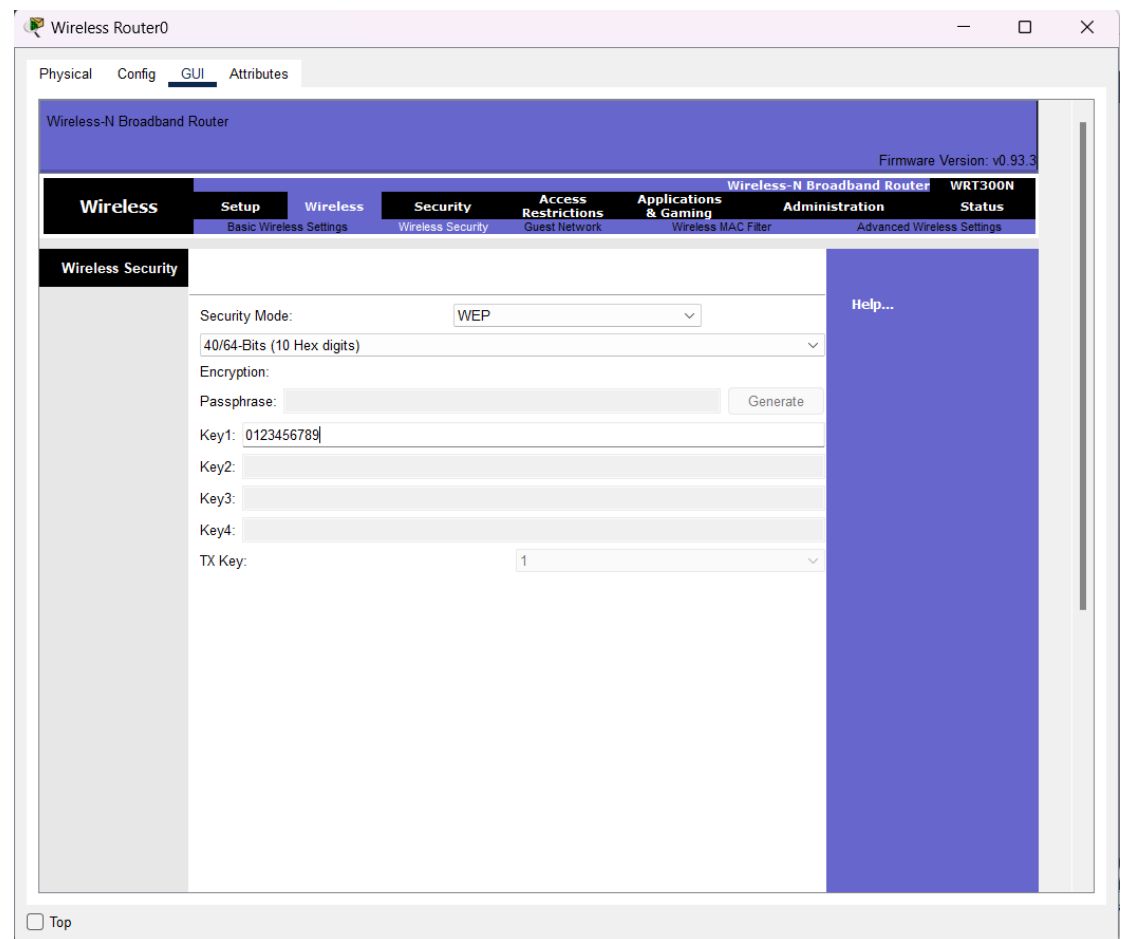 Wireless Router0
Physical Config GUI Attributes
Wireless-N Broadband Router
Firmware Version: v0.93.3
Wireless-N Broadband Router WRT300N
Wireless Setup Wireless Security Access Restrictions Applications & Gaming Administration Status
Basic Wireless Settings Wireless Security Guest Network Wireless MAC Filter Advanced Wireless Settings
Wireless Security
Help...
Security Mode: WEP
40/64-Bits (10 Hex digits)
Encryption:
Passphrase: Generate
Key1: 0123456789
Key2:
Key3:
Key4:
TX Key: 1
Top